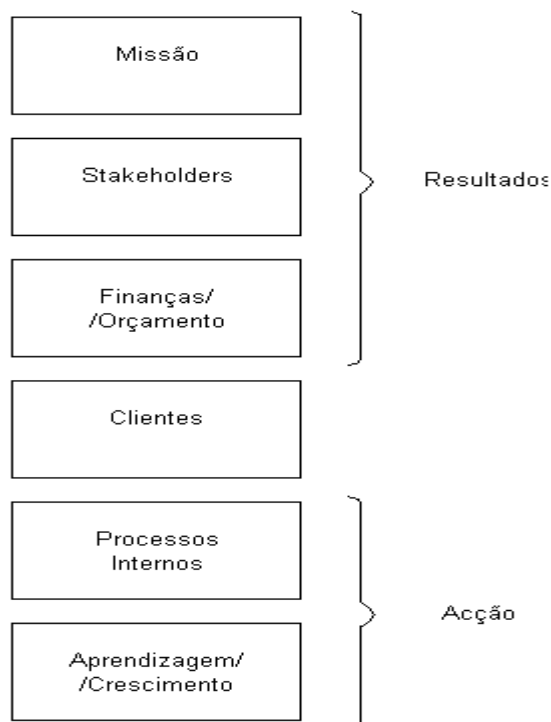 Missão
Stakeholders
Resultados
Finanças/
/Orçamento
Clientes
Processos
Internos
Acção
Aprendizagem/
/Crescimento